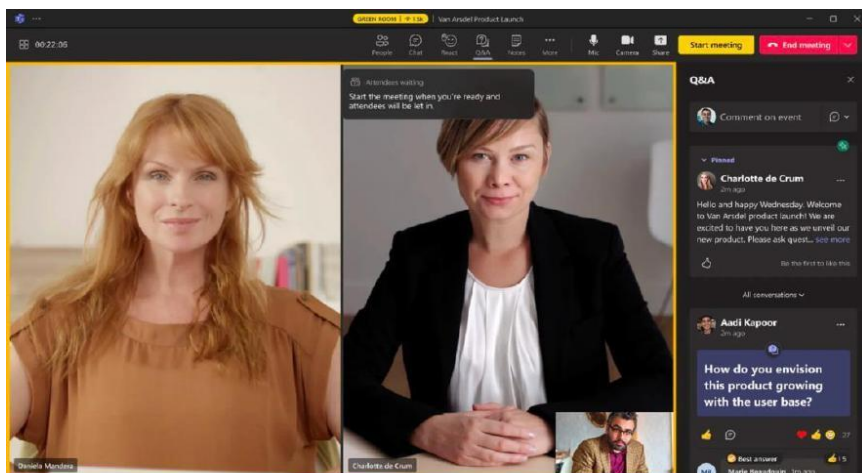 GREEN ROOM
Van Arsdel Product Launch
00:22:06
People
Chat
React
Q&A
Notes
More
Mic
Camera
Share
Start meeting
End meeting
Attendees waiting
Start the meeting when you're ready and
attendees will be let in.
Daniela Mandera
Charlotte de Crum
Q&A
Comment on event
Pinned
Charlotte de Crum
2m ago
Hello and happy Wednesday. Welcome
to Van Arsdel product launch! We are
excited to have you here as we unveil our
new product. Please ask quest... see more
Be the first to like this
All conversations
Aadi Kapoor
2m ago
How do you envision
this product growing
with the user base?
27
Best answer
5
2m ago